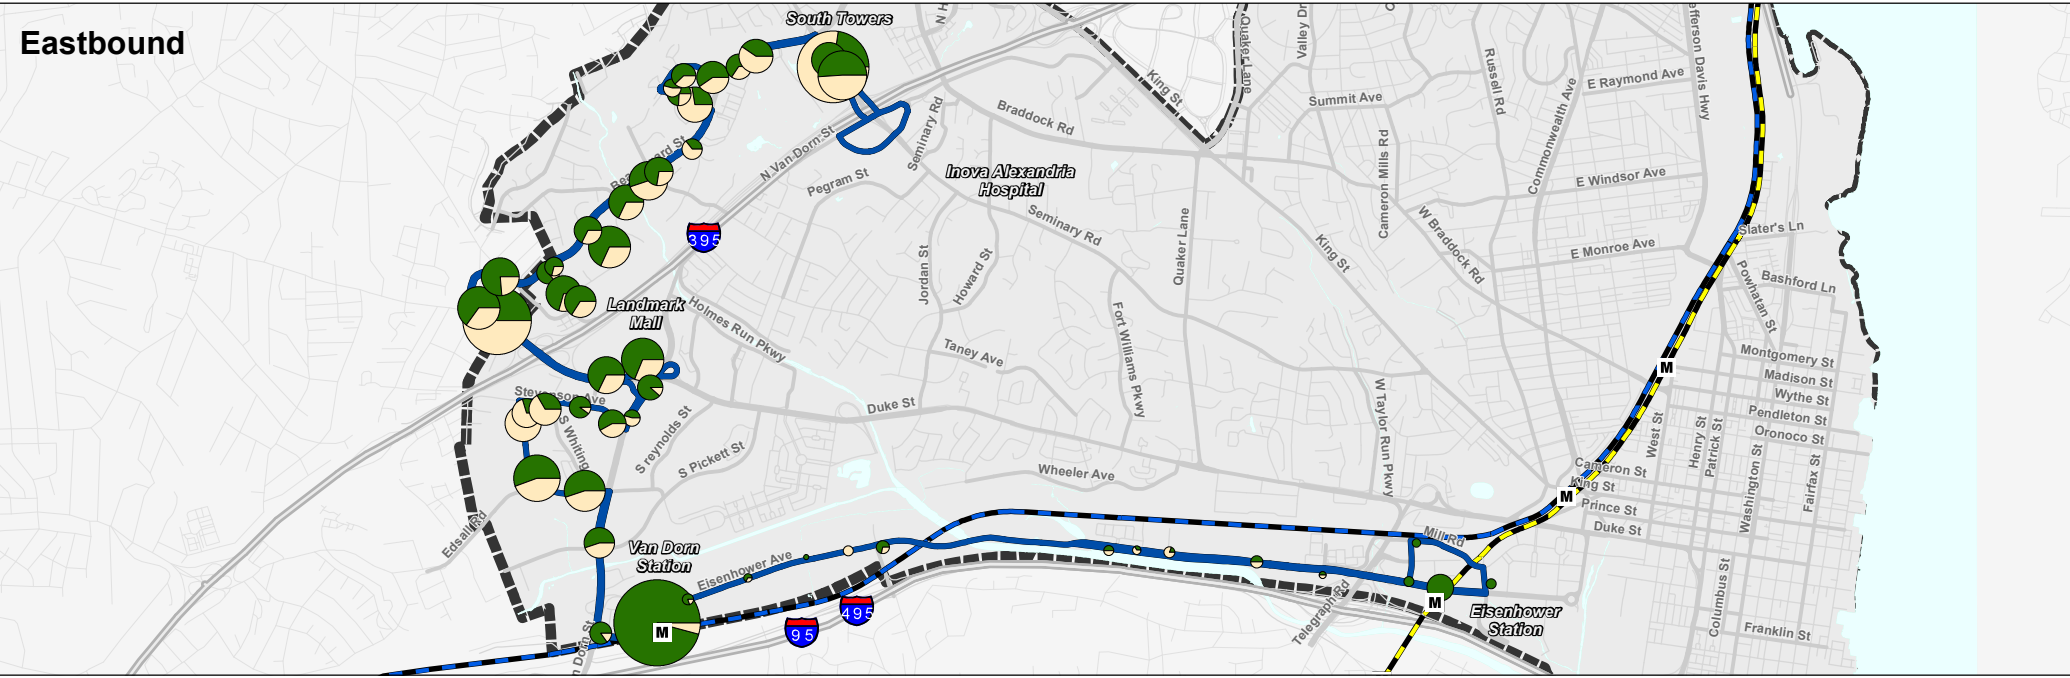 Eastbound
South Towers
N H
Quaker Lane
Valley Dr
efferson Davis Hwy
King St
Russell Rd
E Raymond Ave
Summit Ave
Commonwealth Ave
Braddock Rd
Seminary Rd
N Van Dorn St
Pegram St
Inova Alexandria
Hospital
Cameron Mills Rd
E Windsor Ave
Seminary Rd
Quaker Lane
King St
W Braddock Rd
E Monroe Ave
Slater's Ln
395
Jordan St
Howard St
Powhatan St
Bashford Ln
Landmark
Mall
Holmes Run Pkwy
Fort Williams Pkwy
Taney Ave
Montgomery St
Madison St
Wythe St
Pendleton St
Oronoco St
M
Stevenson Ave
S Whiting
S reynolds St
S Pickett St
Duke St
W Taylor Run Pkwy
West St
Henry St
Patrick St
Washington St
Fairfax St
Wheeler Ave
Cameron St
King St
Prince St
Duke St
M
Edsall Rd
Van Dorn
Station
Eisenhower Ave
Mill Rd
M
495
95
Telegraph Rd
M
Eisenhower
Station
Columbus St
Franklin St
n Dorn St